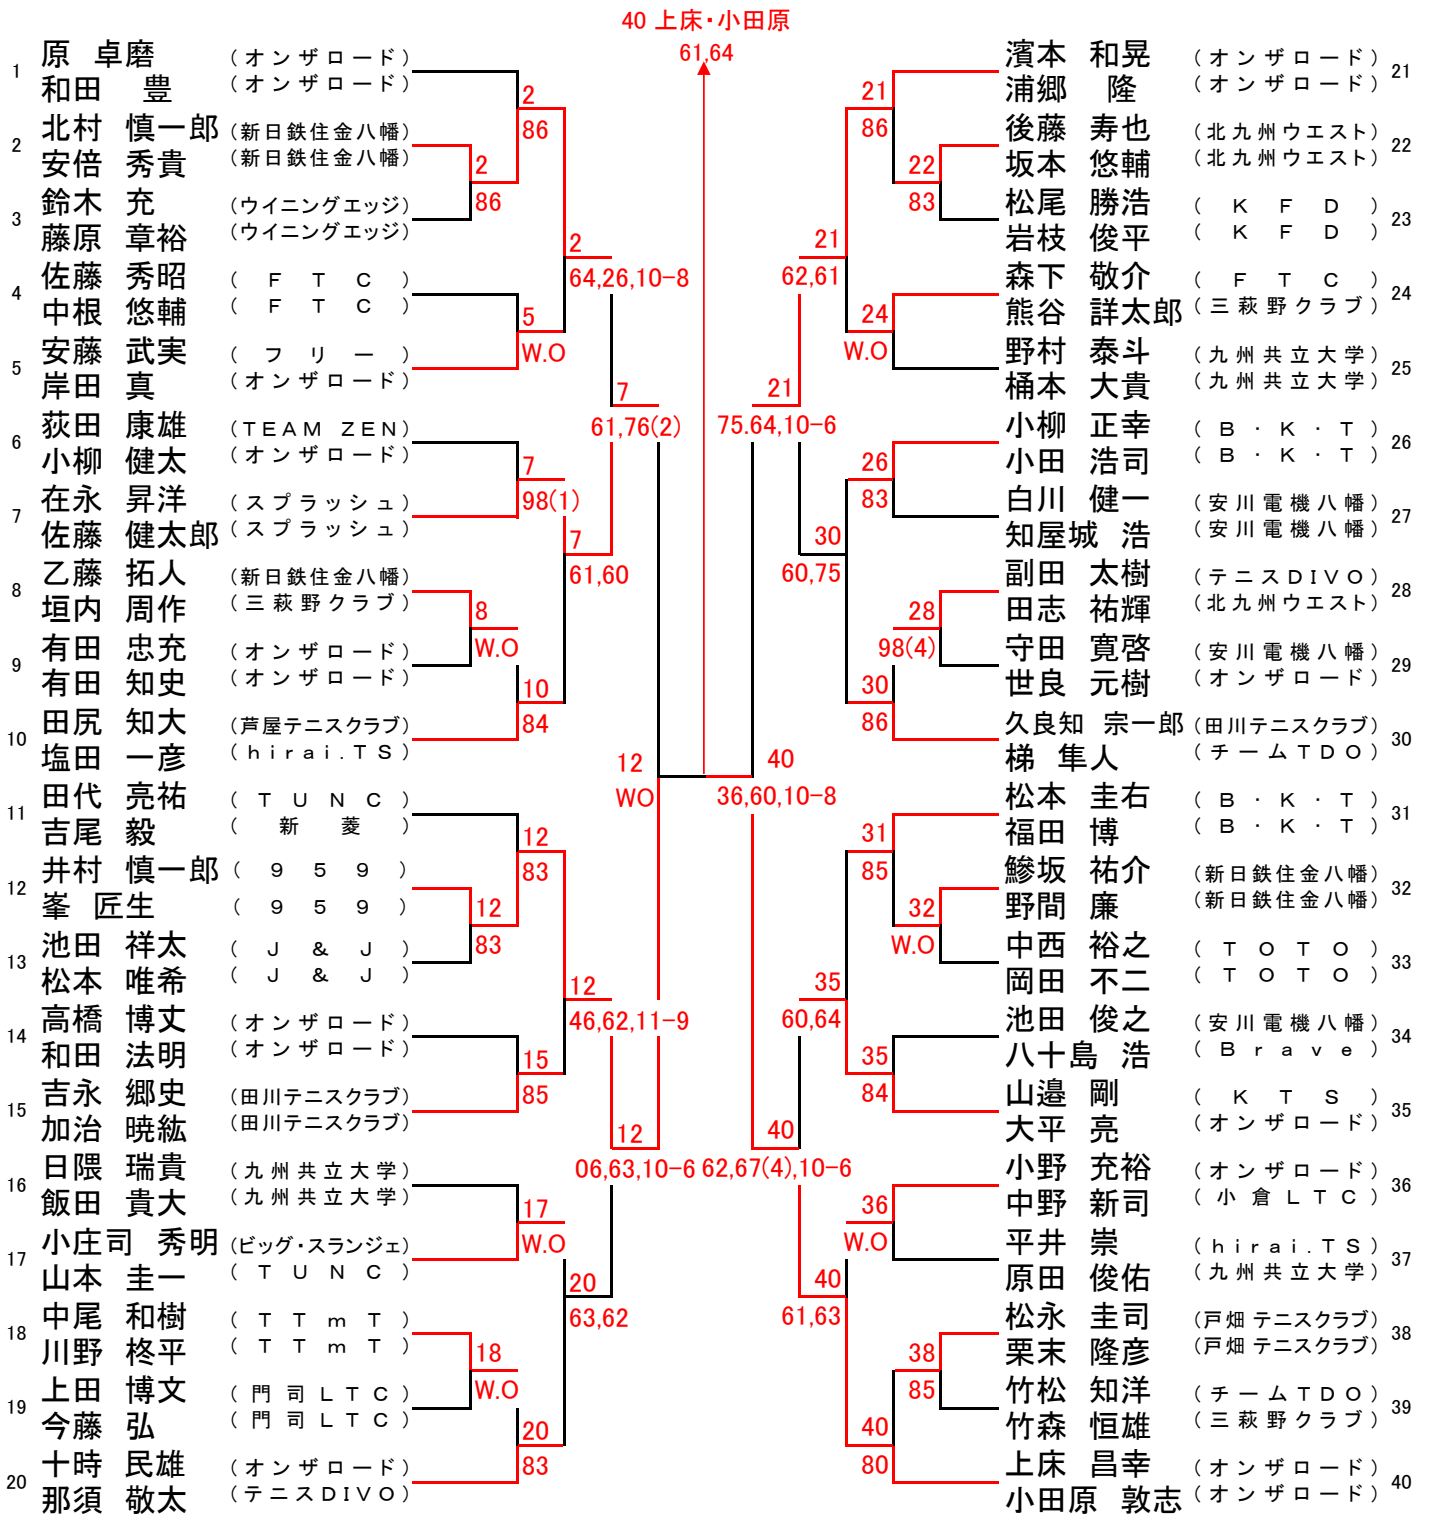 40 上床・小田原
61,64
1 原 卓磨 (オンザロード)
和田 豊 (オンザロード)
2 北村 慎一郎 (新日鉄住金八幡)
安倍 秀貴 (新日鉄住金八幡)
3 鈴木 充 (ウイニングエッジ)
藤原 章裕 (ウイニングエッジ)
4 佐藤 秀昭 (FTC)
中根 悠輔 (FTC)
5 安藤 武実 (フリー)
岸田 真 (オンザロード)
6 荻田 康雄 (TEAM ZEN)
小柳 健太 (オンザロード)
7 在永 昇洋 (スプラッシュ)
佐藤 健太郎 (スプラッシュ)
8 乙藤 拓人 (新日鉄住金八幡)
垣内 周作 (三萩野クラブ)
9 有田 忠充 (オンザロード)
有田 知史 (オンザロード)
10 田尻 知大 (芦屋テニスクラブ)
塩田 一彦 (hirai.TS)
11 田代 亮祐 (TUNC)
吉尾 毅 (新菱)
12 井村 慎一郎 (959)
峯 匠生 (959)
13 池田 祥太 (J&J)
松本 唯希 (J&J)
14 高橋 博丈 (オンザロード)
和田 法明 (オンザロード)
15 吉永 郷史 (田川テニスクラブ)
加治 暁紘 (田川テニスクラブ)
16 日隈 瑞貴 (九州共立大学)
飯田 貴大 (九州共立大学)
17 小庄司 秀明 (ビッグ・スランジェ)
山本 圭一 (TUNC)
18 中尾 和樹 (TTmT)
川野 柊平 (TTmT)
19 上田 博文 (門司LTC)
今藤 弘 (門司LTC)
20 十時 民雄 (オンザロード)
那須 敬太 (テニスDIVO)
2
86
2
86
2
64,26,10-8
5
W.O
7
61,76(2)
7
98(1)
7
61,60
8
W.O
10
84
12
WO
12
83
12
83
12
46,62,11-9
15
85
12
06,63,10-6
17
W.O
20
63,62
18
W.O
20
83
21
86
22
83
21
62,61
24
W.O
21
75.64,10-6
26
83
30
60,75
28
98(4)
30
86
40
36,60,10-8
31
85
32
W.O
35
60,64
35
84
40
62,67(4),10-6
36
W.O
40
61,63
38
85
40
80
濱本 和晃 (オンザロード) 21
浦郷 隆 (オンザロード)
後藤 寿也 (北九州ウエスト) 22
坂本 悠輔 (北九州ウエスト)
松尾 勝浩 (KFD) 23
岩枝 俊平 (KFD)
森下 敬介 (FTC) 24
熊谷 詳太郎 (三萩野クラブ)
野村 泰斗 (九州共立大学) 25
桶本 大貴 (九州共立大学)
小柳 正幸 (B・K・T) 26
小田 浩司 (B・K・T)
白川 健一 (安川電機八幡) 27
知屋城 浩 (安川電機八幡)
副田 太樹 (テニスDIVO) 28
田志 祐輝 (北九州ウエスト)
守田 寛啓 (安川電機八幡) 29
世良 元樹 (オンザロード)
久良知 宗一郎 (田川テニスクラブ) 30
梯 隼人 (チームTDO)
松本 圭右 (B・K・T) 31
福田 博 (B・K・T)
鰺坂 祐介 (新日鉄住金八幡) 32
野間 廉 (新日鉄住金八幡)
中西 裕之 (TOTO) 33
岡田 不二 (TOTO)
池田 俊之 (安川電機八幡) 34
八十島 浩 (Brave)
山邉 剛 (KTS) 35
大平 亮 (オンザロード)
小野 充裕 (オンザロード) 36
中野 新司 (小倉LTC)
平井 崇 (hirai.TS) 37
原田 俊佑 (九州共立大学)
松永 圭司 (戸畑テニスクラブ) 38
栗末 隆彦 (戸畑テニスクラブ)
竹松 知洋 (チームTDO) 39
竹森 恒雄 (三萩野クラブ)
上床 昌幸 (オンザロード) 40
小田原 敦志 (オンザロード)